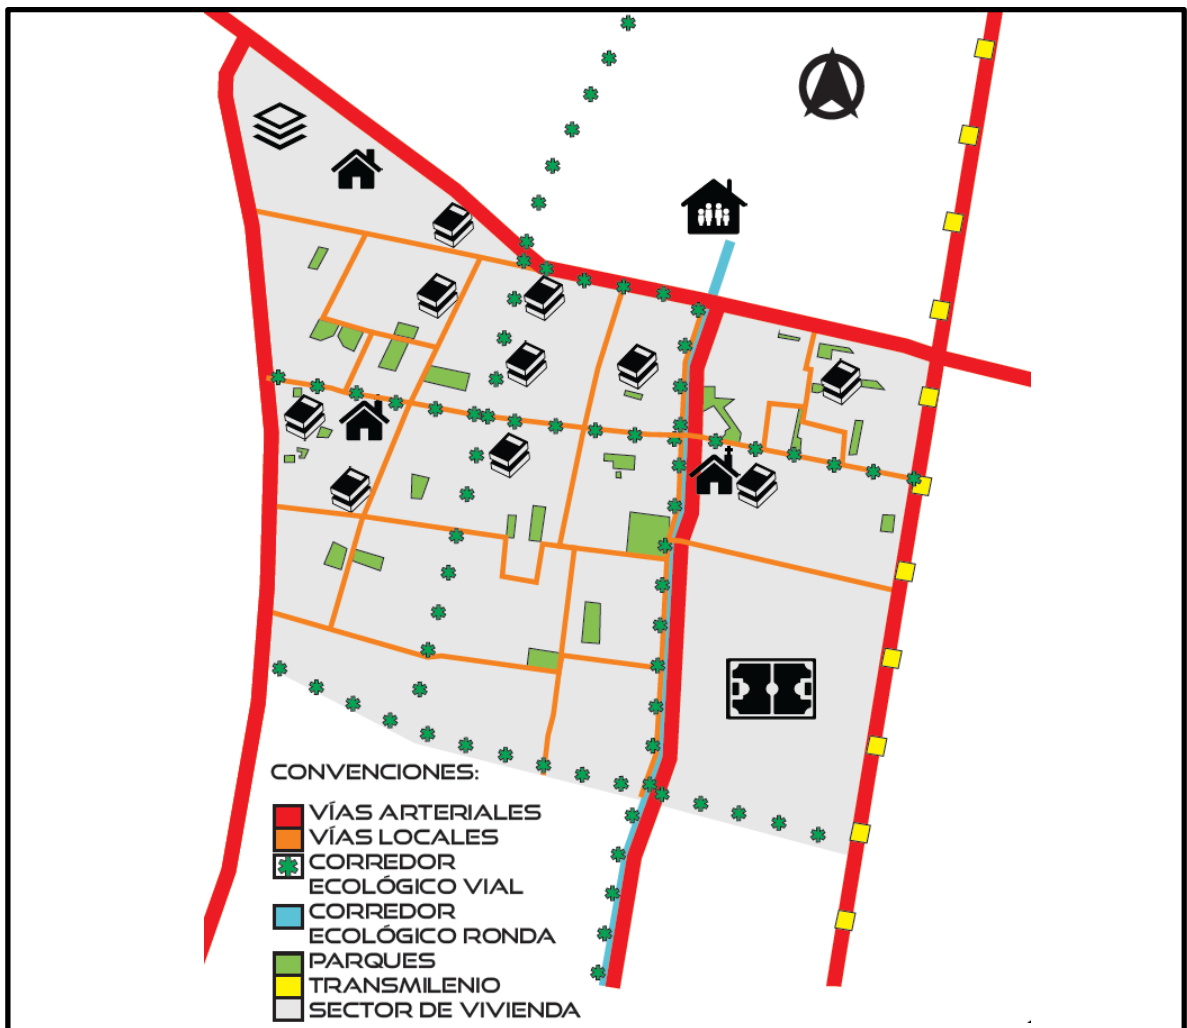 CONVENCIONES:
VÍAS ARTERIALES
VÍAS LOCALES
CORREDOR
ECOLÓGICO VIAL
CORREDOR
ECOLÓGICO RONDA
PARQUES
TRANSMILENIO
SECTOR DE VIVIENDA